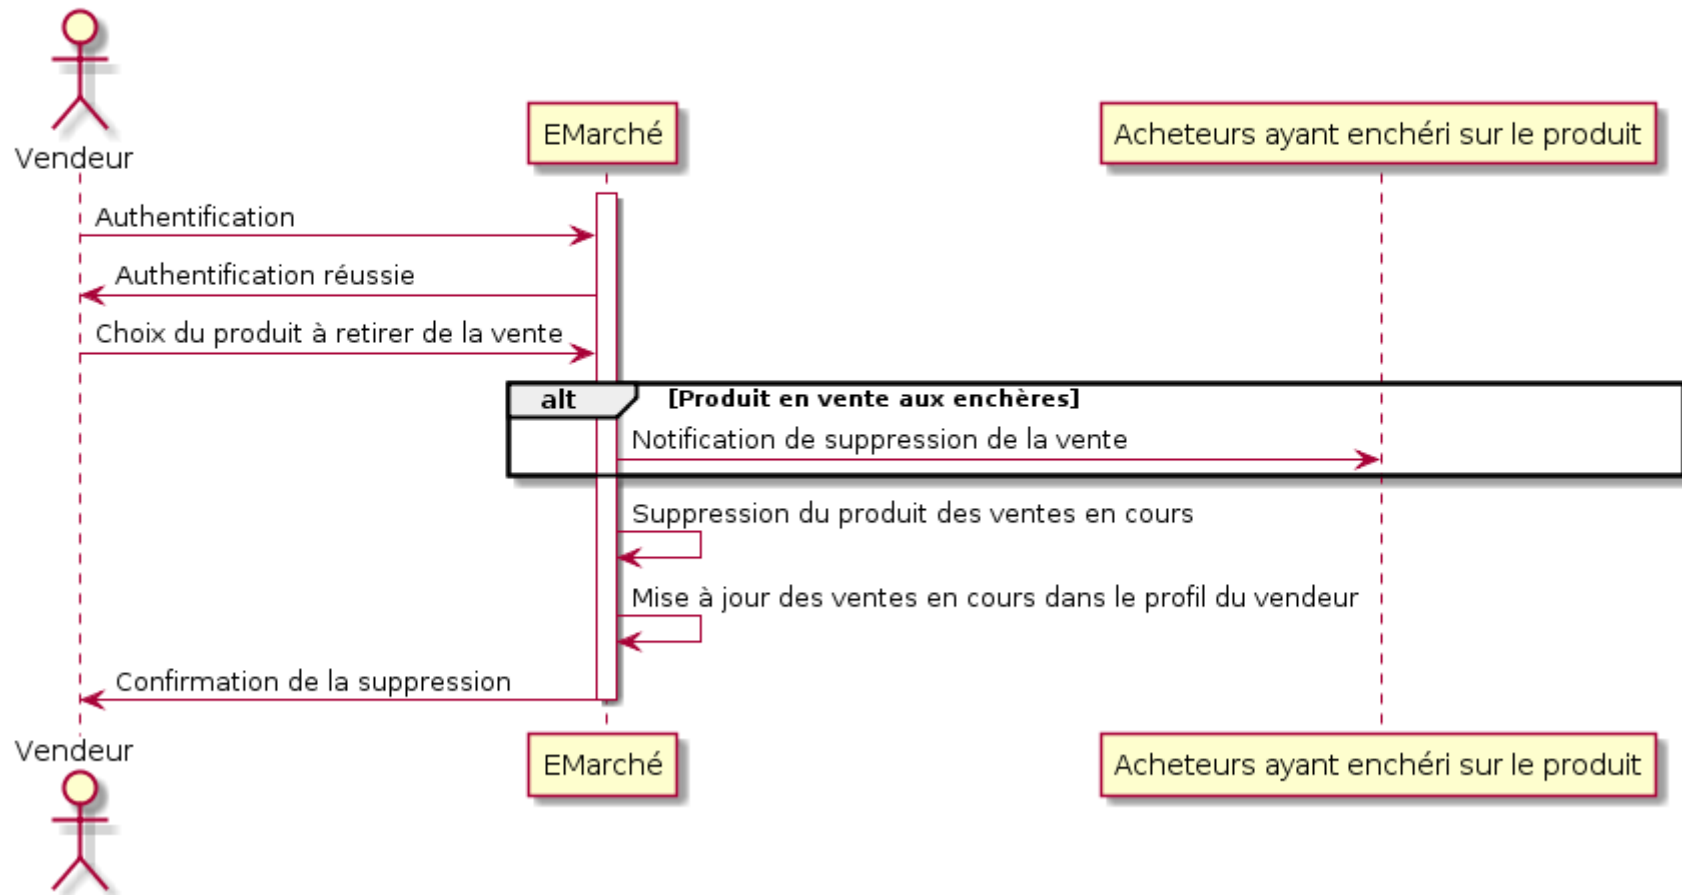 Vendeur
EMarché
Acheteurs ayant enchéri sur le produit
Authentification
Authentification réussie
Choix du produit à retirer de la vente
alt
[Produit en vente aux enchères]
Notification de suppression de la vente
Suppression du produit des ventes en cours
Mise à jour des ventes en cours dans le profil du vendeur
Confirmation de la suppression
Vendeur
EMarché
Acheteurs ayant enchéri sur le produit